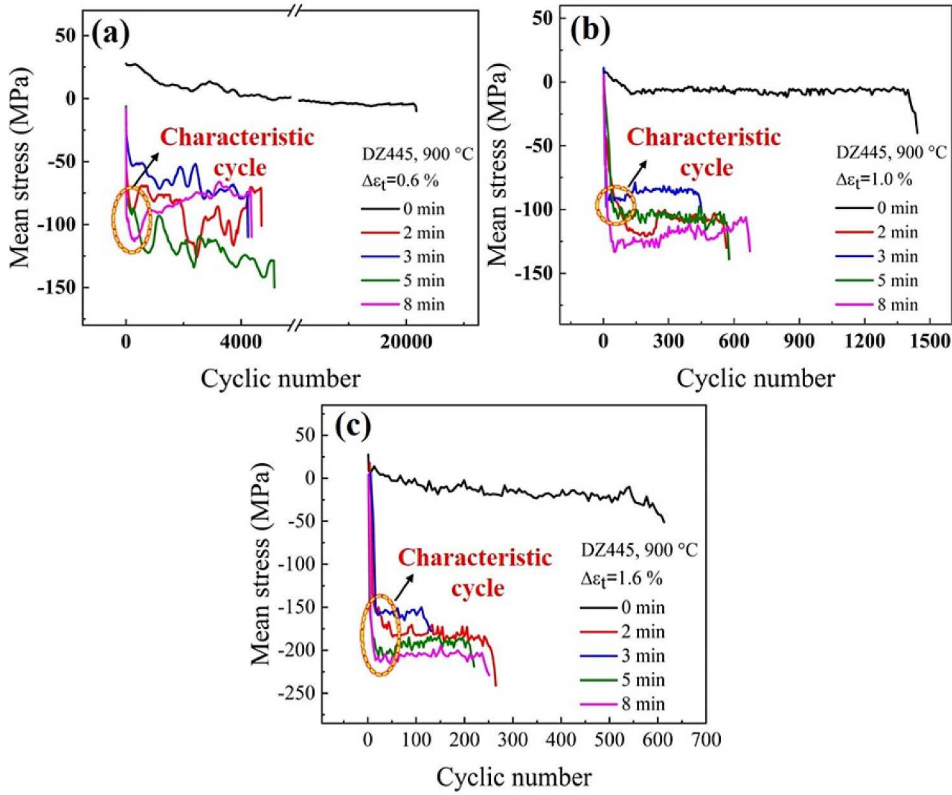 (a)
Mean stress (MPa)
50
0
-50
-100
-150
Characteristic
cycle
DZ445, 900 °C
Δεt=0.6 %
0 min
2 min
3 min
5 min
8 min
0
4000
20000
Cyclic number
(b)
Mean stress (MPa)
50
0
-50
-100
-150
Characteristic
cycle
DZ445, 900 °C
Δεt=1.0 %
0 min
2 min
3 min
5 min
8 min
0
300
600
900
1200
1500
Cyclic number
(c)
Mean stress (MPa)
50
0
-50
-100
-150
-200
-250
Characteristic
cycle
DZ445, 900 °C
Δεt=1.6 %
0 min
2 min
3 min
5 min
8 min
0
100
200
300
400
500
600
700
Cyclic number